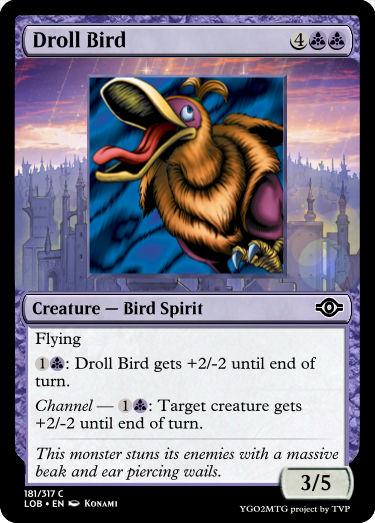 Droll Bird 4
Creature — Bird Spirit
Flying
1: Droll Bird gets +2/-2 until end of
turn.
Channel — 1: Target creature gets
+2/-2 until end of turn.
This monster stuns its enemies with a massive
beak and ear piercing wails.
3/5
181/317 C
LOB • EN Konami
YGO2MTG project by TVP